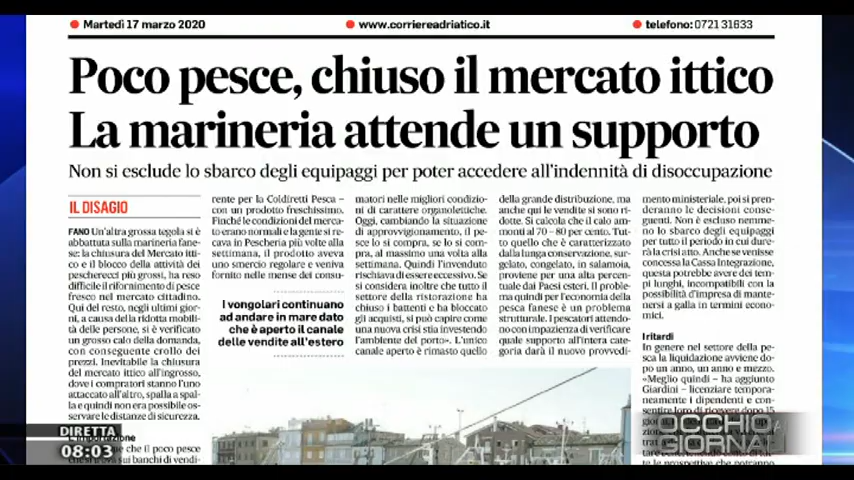 Martedì 17 marzo 2020
www.corriereadriatico.it
telefono: 0721 31633
Poco pesce, chiuso il mercato ittico
La marineria attende un supporto
Non si esclude lo sbarco degli equipaggi per poter accedere all'indennità di disoccupazione
IL DISAGIO
FANO Un'altra grossa tegola si è
abbattuta sulla marineria fane-
se: la chiusura del Mercato itti-
co e il blocco della attività dei
pescherecci più grossi, ha reso
difficile il rifornimento di pesce
fresco nel mercato cittadino.
Qui del resto, negli ultimi gior-
ni, a causa della ridotta mobili-
tà delle persone, si è verificato
un grosso calo della domanda,
con conseguente crollo dei
prezzi. Inevitabile la chiusura
del mercato ittico all'ingrosso,
dove i compratori stanno l'uno
attaccato all'altro, spalla a spal-
la e quindi non era possibile os-
servare le distanze di sicurezza.
L'importazione
che il poco pesce
sui banchi di vendi-
rente per la Coldiretti Pesca –
con un prodotto freschissimo.
Finché le condizioni del merca-
to erano normali e la gente si re-
cava in Pescheria più volte alla
settimana, il prodotto aveva
uno smercio regolare e veniva
fornito nelle mense dei consu-
I vongolari continuano
ad andare in mare dato
che è aperto il canale
delle vendite all'estero
matori nelle migliori condizio-
ni di carattere organolettiche.
Oggi, cambiando la situazione
di approvvigionamento, il pe-
sce lo si compra, se lo si com-
pra, al massimo una volta alla
settimana. Quindi l'invenduto
rischiava di essere eccessivo. Se
si considera inoltre che tutto il
settore della ristorazione ha
chiuso i battenti e ha bloccato
gli acquisti, si può capire come
una nuova crisi stia investendo
l'ambiente del porto». L'unico
canale aperto è rimasto quello
della grande distribuzione, ma
anche qui le vendite si sono ri-
dotte. Si calcola che il calo am-
monti al 70 - 80 per cento. Tut-
to quello che è caratterizzato
dalla lunga conservazione, sur-
gelato, congelato, in salamoia,
proviene per una alta percen-
tuale dai Paesi esteri. Il proble-
ma quindi per l'economia della
pesca fanese è un problema
strutturale. I pescatori attendo-
no con impazienza di verificare
quale supporto all'intera cate-
goria darà il nuovo provvedi-
mento ministeriale, poi si pren-
deranno le decisioni conse-
guenti. Non è escluso nemme-
no lo sbarco degli equipaggi
per tutto il periodo in cui dure-
rà la crisi atto. Anche se venisse
concessa la Cassa Integrazione,
questa potrebbe avere dei tem-
pi lunghi, incompatibili con la
possibilità d'impresa di mante-
nersi a galla in termini econo-
mici.
I ritardi
In genere nel settore della pe-
sca la liquidazione avviene do-
po un anno, un anno e mezzo.
«Meglio quindi – ha aggiunto
Giardini – licenziare tempora-
neamente i dipendenti e con-
sentire loro di ricevere dopo 15
DIRETTA
08:03
OCCHIO
GIORNALI